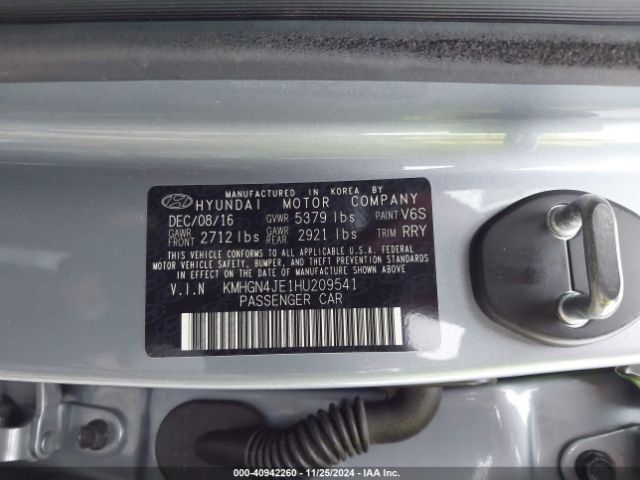 MANUFACTURED IN KOREA BY
HYUNDAI MOTOR COMPANY
DEC/08/16 GVWR 5379 lbs PAINT V6S
GAWR FRONT 2712 lbs GAWR REAR 2921 lbs TRIM RRY
THIS VEHICLE CONFORMS TO ALL APPLICABLE U.S.A. FEDERAL
MOTOR VEHICLE SAFETY, BUMPER, AND THEFT PREVENTION
STANDARDS IN EFFECT ON THE DATE OF MANUFACTURE SHOWN ABOVE.
V.I.N KMHGN4JE1HU209541
PASSENGER CAR
000-40942260 - 11/25/2024 - IAA Inc.